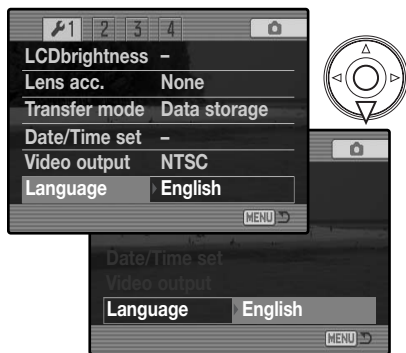 1 2 3 4
LCDbrightness –
Lens acc. None
Transfer mode Data storage
Date/Time set –
Video output NTSC
Language English
MENU
Date/Time set
Video output
Language English
MENU